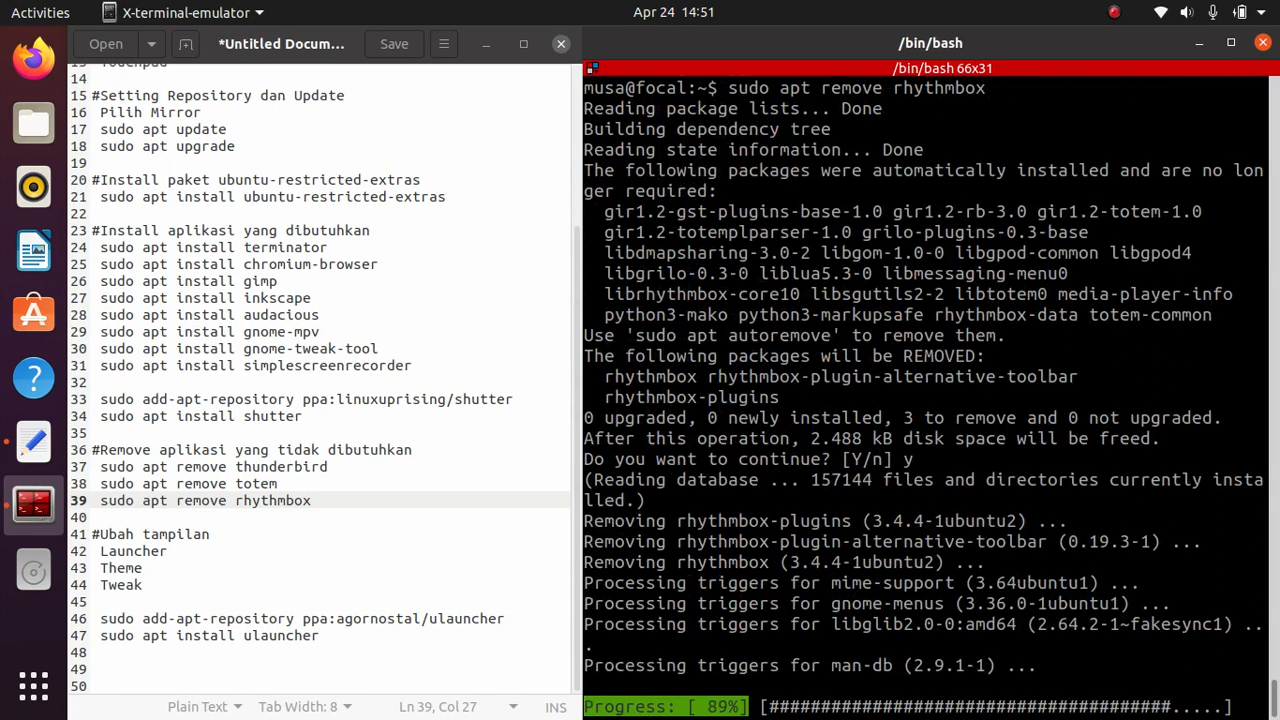 Activities
X-terminal-emulator
Apr 24 14:51
Open
*Untitled Docum...
Save
14
15 #Setting Repository dan Update
16 Pilih Mirror
17 sudo apt update
18 sudo apt upgrade
19
20 #Install paket ubuntu-restricted-extras
21 sudo apt install ubuntu-restricted-extras
22
23 #Install aplikasi yang dibutuhkan
24 sudo apt install terminator
25 sudo apt install chromium-browser
26 sudo apt install gimp
27 sudo apt install inkscape
28 sudo apt install audacious
29 sudo apt install gnome-mpv
30 sudo apt install gnome-tweak-tool
31 sudo apt install simplescreenrecorder
32
33 sudo add-apt-repository ppa:linuxuprising/shutter
34 sudo apt install shutter
35
36 #Remove aplikasi yang tidak dibutuhkan
37 sudo apt remove thunderbird
38 sudo apt remove totem
39 sudo apt remove rhythmbox
40
41 #Ubah tampilan
42 Launcher
43 Theme
44 Tweak
45
46 sudo add-apt-repository ppa:agornostal/ulauncher
47 sudo apt install ulauncher
48
49
50
Plain Text
Tab Width: 8
Ln 39, Col 27
INS
/bin/bash
/bin/bash 66x31
musa@focal:~$ sudo apt remove rhythmbox
Reading package lists... Done
Building dependency tree
Reading state information... Done
The following packages were automatically installed and are no lon
ger required:
gir1.2-gst-plugins-base-1.0 gir1.2-rb-3.0 gir1.2-totem-1.0
gir1.2-totemplparser-1.0 grilo-plugins-0.3-base
libdmapsharing-3.0-2 libgom-1.0-0 libgpod-common libgpod4
libgrilo-0.3-0 liblua5.3-0 libmessaging-menu0
librhythmbox-core10 libsgutils2-2 libtotem0 media-player-info
python3-mako python3-markupsafe rhythmbox-data totem-common
Use 'sudo apt autoremove' to remove them.
The following packages will be REMOVED:
rhythmbox rhythmbox-plugin-alternative-toolbar
rhythmbox-plugins
0 upgraded, 0 newly installed, 3 to remove and 0 not upgraded.
After this operation, 2.488 kB disk space will be freed.
Do you want to continue? [Y/n] y
(Reading database ... 157144 files and directories currently insta
lled.)
Removing rhythmbox-plugins (3.4.4-1ubuntu2) ...
Removing rhythmbox-plugin-alternative-toolbar (0.19.3-1) ...
Removing rhythmbox (3.4.4-1ubuntu2) ...
Processing triggers for mime-support (3.64ubuntu1) ...
Processing triggers for gnome-menus (3.36.0-1ubuntu1) ...
Processing triggers for libglib2.0-0:amd64 (2.64.2-1~fakesync1) ..
.
Processing triggers for man-db (2.9.1-1) ...
Progress: [ 89%] [#######################################.....]